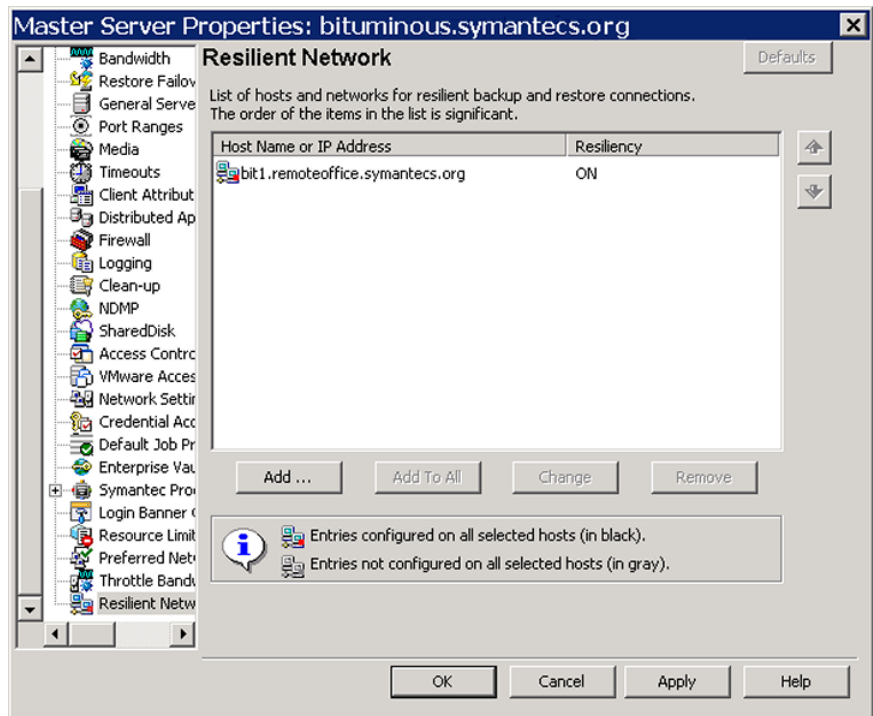 Master Server Properties: bituminous.symantecs.org
Bandwidth
Restore Failov
General Serve
Port Ranges
Media
Timeouts
Client Attribut
Distributed Ap
Firewall
Logging
Clean-up
NDMP
SharedDisk
Access Contro
VMware Acces
Network Settin
Credential Acc
Default Job Pr
Enterprise Vau
Symantec Pro
Login Banner
Resource Limit
Preferred Net
Throttle Bandw
Resilient Netw
Resilient Network
Defaults
List of hosts and networks for resilient backup and restore connections.
The order of the items in the list is significant.
Host Name or IP Address Resiliency
bit1.remoteoffice.symantecs.org ON
Add ... Add To All Change Remove
Entries configured on all selected hosts (in black).
Entries not configured on all selected hosts (in gray).
OK Cancel Apply Help